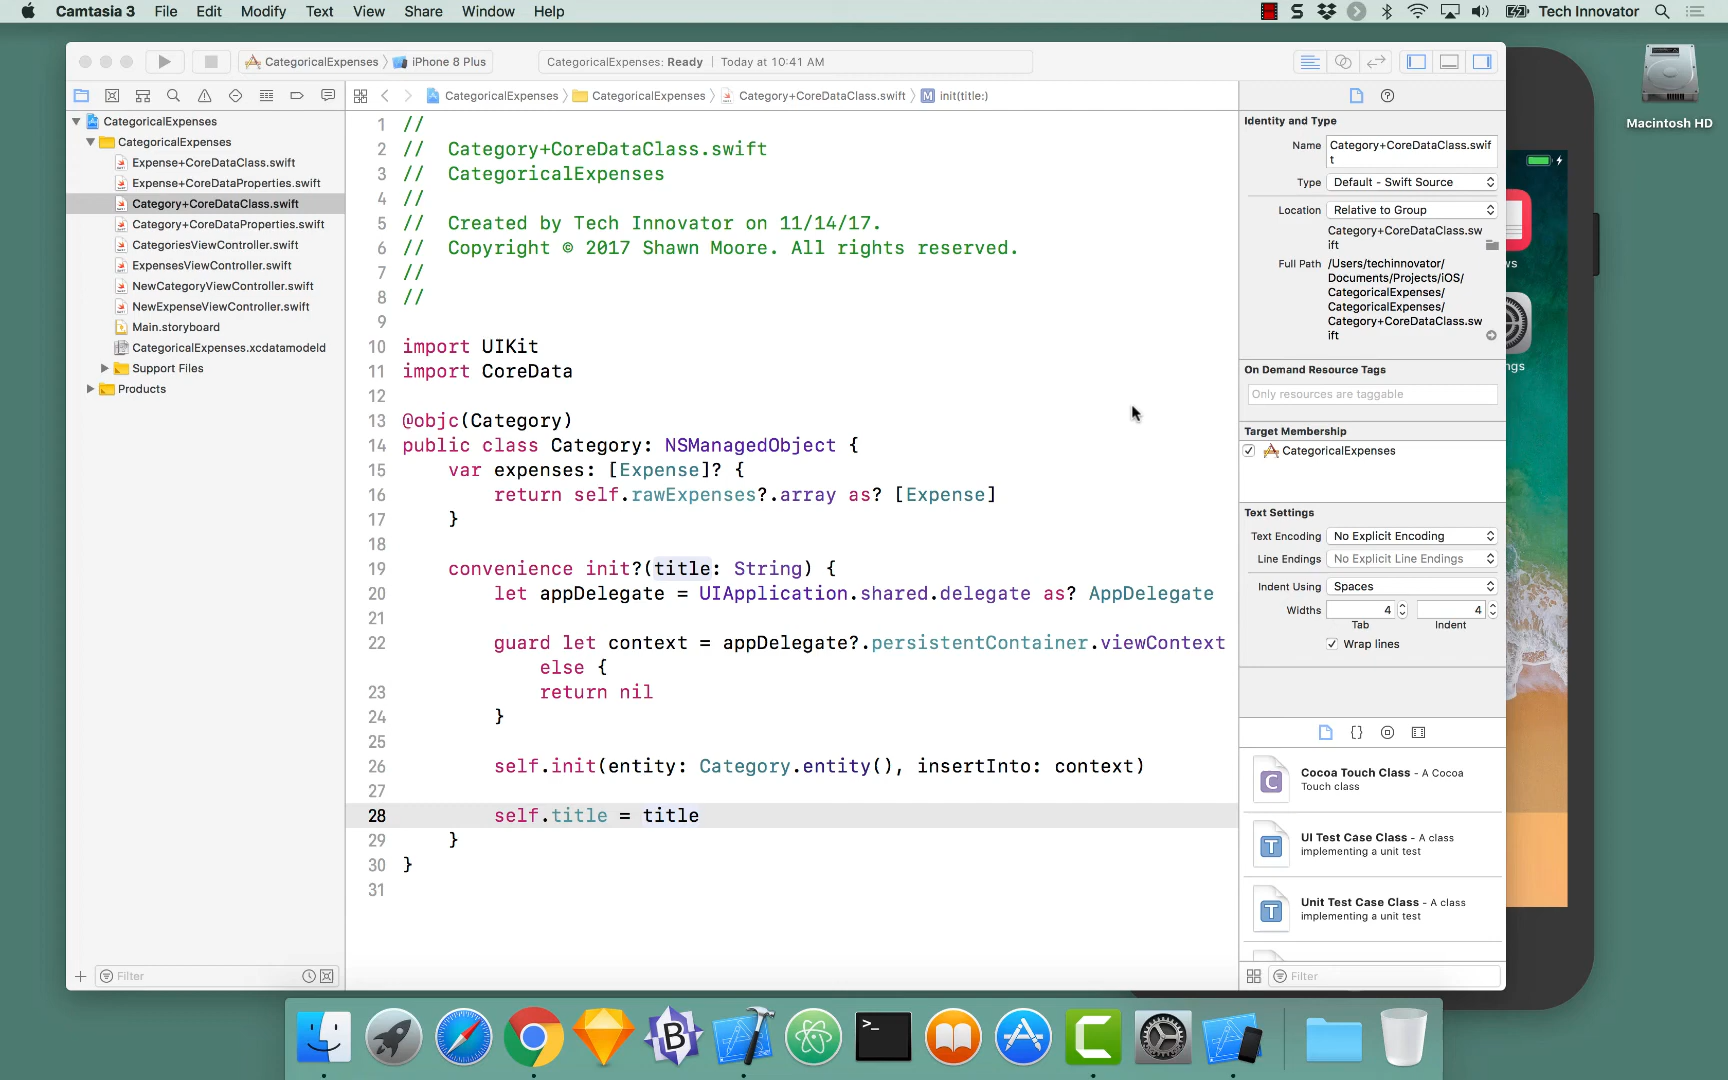 Camtasia 3 File Edit Modify Text View Share Window Help
Tech Innovator
Macintosh HD
CategoricalExpenses iPhone 8 Plus
CategoricalExpenses: Ready | Today at 10:41 AM
CategoricalExpenses CategoricalExpenses Category+CoreDataClass.swift M init(title:)
CategoricalExpenses
CategoricalExpenses
Expense+CoreDataClass.swift
Expense+CoreDataProperties.swift
Category+CoreDataClass.swift
Category+CoreDataProperties.swift
CategoriesViewController.swift
ExpensesViewController.swift
NewCategoryViewController.swift
NewExpenseViewController.swift
Main.storyboard
CategoricalExpenses.xcdatamodeld
Support Files
Products
Filter
1 //
2 // Category+CoreDataClass.swift
3 // CategoricalExpenses
4 //
5 // Created by Tech Innovator on 11/14/17.
6 // Copyright © 2017 Shawn Moore. All rights reserved.
7 //
8 //
9
10 import UIKit
11 import CoreData
12
13 @objc(Category)
14 public class Category: NSManagedObject {
15 var expenses: [Expense]? {
16 return self.rawExpenses?.array as? [Expense]
17 }
18
19 convenience init?(title: String) {
20 let appDelegate = UIApplication.shared.delegate as? AppDelegate
21
22 guard let context = appDelegate?.persistentContainer.viewContext
else {
23 return nil
24 }
25
26 self.init(entity: Category.entity(), insertInto: context)
27
28 self.title = title
29 }
30 }
31
Identity and Type
Name Category+CoreDataClass.swif
t
Type Default - Swift Source
Location Relative to Group
Category+CoreDataClass.sw
ift
Full Path /Users/techinnovator/
Documents/Projects/iOS/
CategoricalExpenses/
CategoricalExpenses/
Category+CoreDataClass.sw
ift
On Demand Resource Tags
Only resources are taggable
Target Membership
CategoricalExpenses
Text Settings
Text Encoding No Explicit Encoding
Line Endings No Explicit Line Endings
Indent Using Spaces
Widths 4 4
Tab Indent
Wrap lines
{}
C
Cocoa Touch Class - A Cocoa
Touch class
T
UI Test Case Class - A class
implementing a unit test
T
Unit Test Case Class - A class
implementing a unit test
Filter
ws
ngs